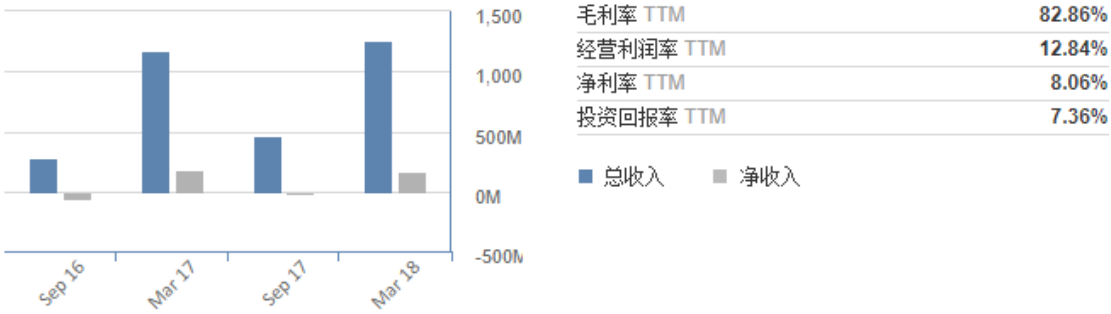 1,500
1,000
500M
0M
-500M
Sep 16
Mar 17
Sep 17
Mar 18
毛利率 TTM 82.86%
经营利润率 TTM 12.84%
净利率 TTM 8.06%
投资回报率 TTM 7.36%
总收入
净收入